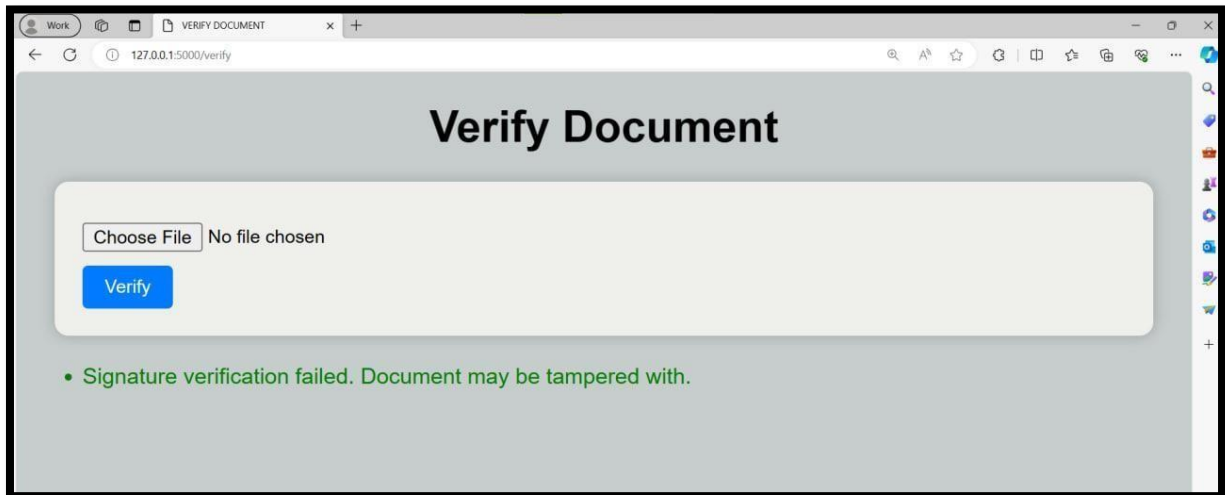 Work
VERIFY DOCUMENT
127.0.0.1:5000/verify
Verify Document
Choose File No file chosen
Verify
• Signature verification failed. Document may be tampered with.